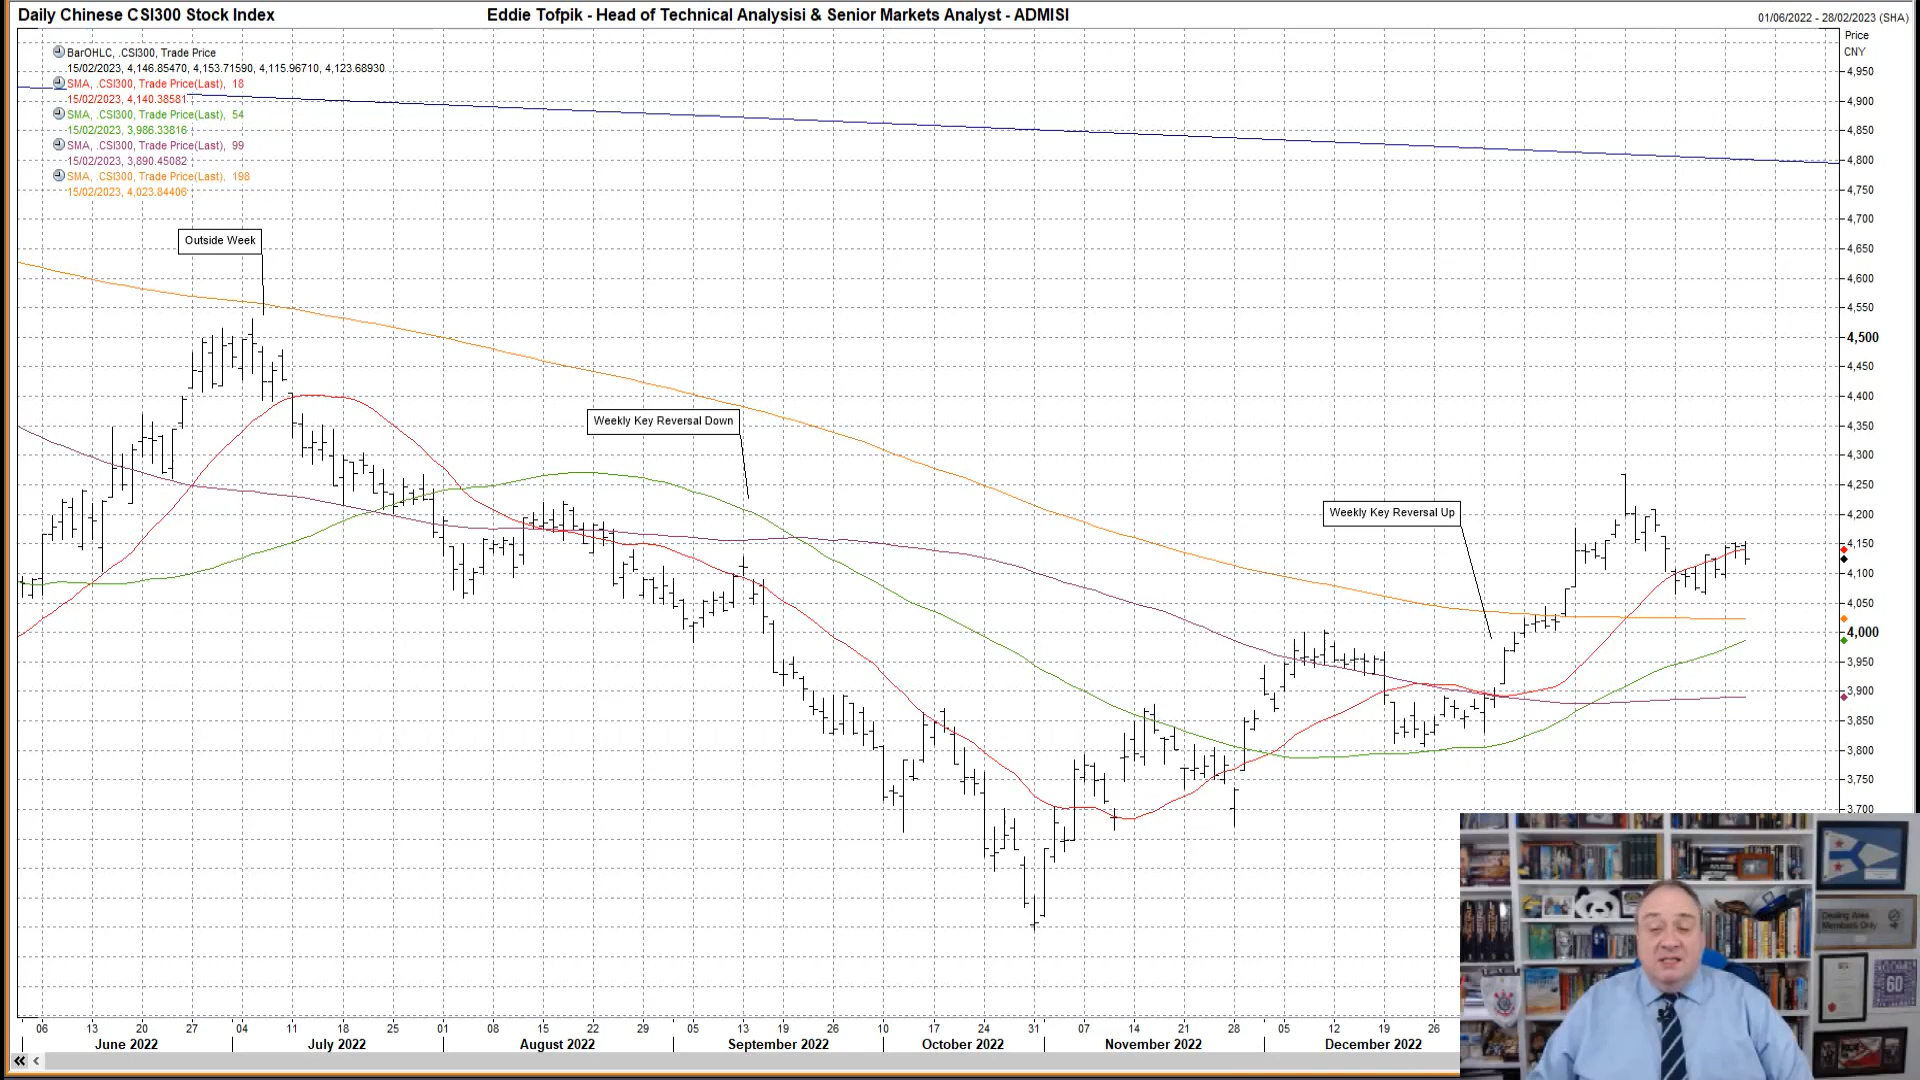 Daily Chinese CSI300 Stock Index
Eddie Tofpik - Head of Technical Analysisi & Senior Markets Analyst - ADMISI
01/06/2022 - 28/02/2023 (SHA)
Price
CNY
BarOHLC, .CSI300, Trade Price
15/02/2023, 4,146.85470, 4,153.71590, 4,115.96710, 4,123.68930
SMA, .CSI300, Trade Price(Last), 18
15/02/2023, 4,140.38581
SMA, .CSI300, Trade Price(Last), 54
15/02/2023, 3,986.33816
SMA, .CSI300, Trade Price(Last), 99
15/02/2023, 3,890.45082
SMA, .CSI300, Trade Price(Last), 198
15/02/2023, 4,023.84406
4,950
4,900
4,850
4,800
4,750
4,700
4,650
4,600
4,550
4,500
4,450
4,400
4,350
4,300
4,250
4,200
4,150
4,100
4,050
4,000
3,950
3,900
3,850
3,800
3,750
3,700
Outside Week
Weekly Key Reversal Down
Weekly Key Reversal Up
Dealing Area
Members Only
60
06 13 20 27 04 11 18 25 01 08 15 22 29 05 13 19 26 10 17 24 31 07 14 21 28 05 12 19 26
June 2022 July 2022 August 2022 September 2022 October 2022 November 2022 December 2022